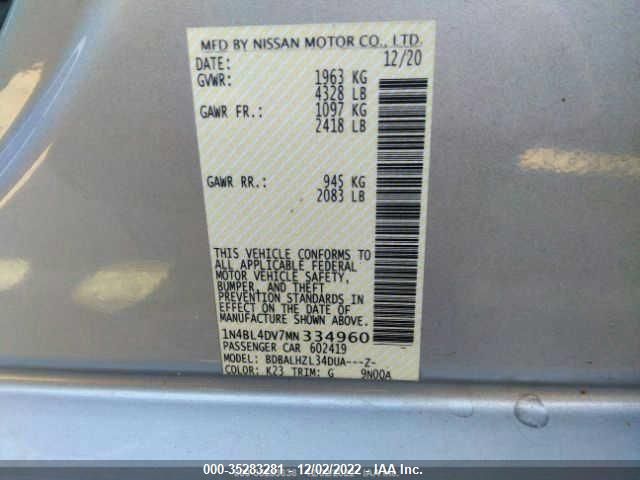 MFD BY NISSAN MOTOR CO., LTD.
DATE: 12/20
GVWR: 1963 KG
4328 LB
GAWR FR.: 1097 KG
2418 LB
GAWR RR.: 945 KG
2083 LB
THIS VEHICLE CONFORMS TO
ALL APPLICABLE FEDERAL
MOTOR VEHICLE SAFETY,
BUMPER, AND THEFT
PREVENTION STANDARDS IN
EFFECT ON THE DATE OF
MANUFACTURE SHOWN ABOVE.
1N4BL4DV7MN334960
PASSENGER CAR 602419
MODEL: BDBALHZL34DUA---Z-
COLOR: K23 TRIM: G 9N00A
000-35283281 - 12/02/2022 - IAA Inc.